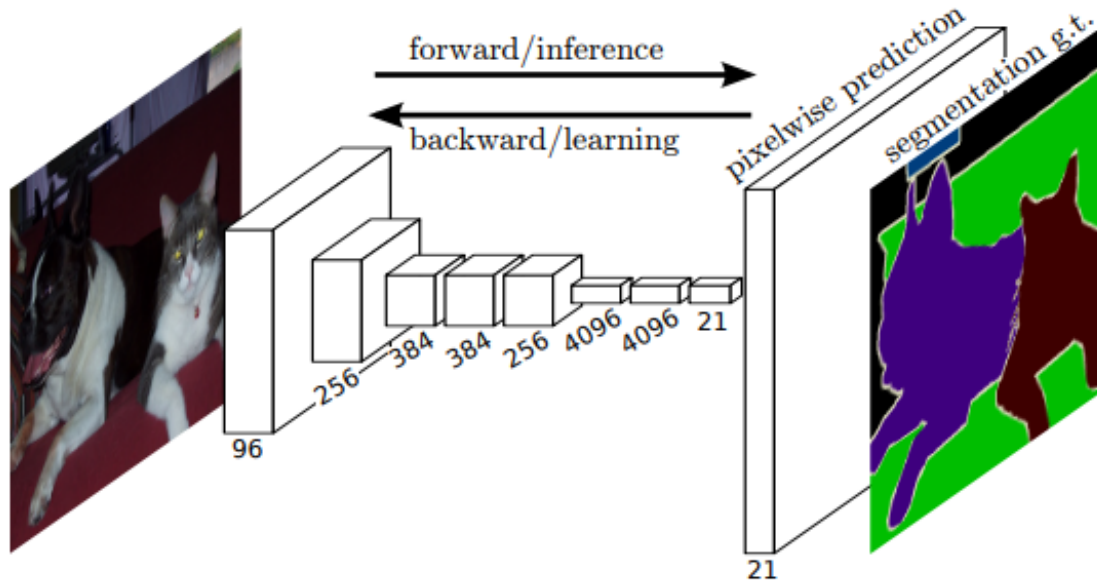 forward/inference
backward/learning
pixelwise prediction
segmentation g.t.
96
256
384
384
256
4096
4096
21
21